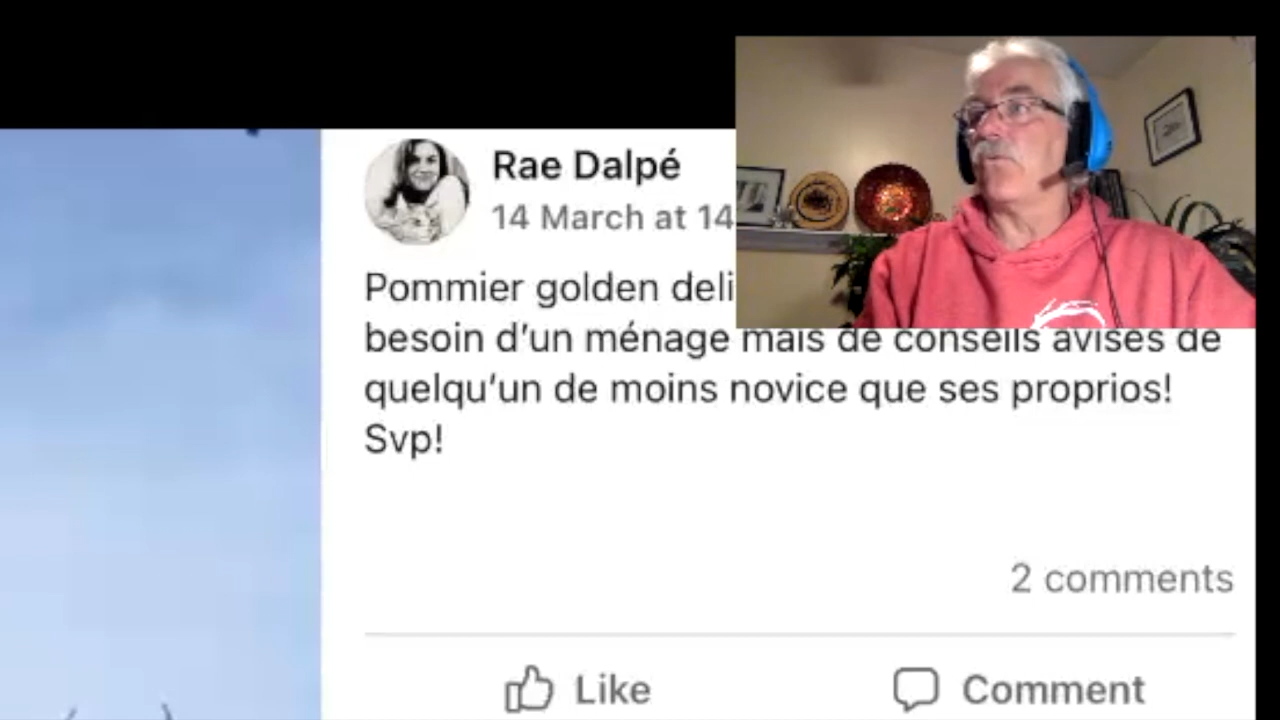 Rae Dalpé
14 March at 14
Pommier golden deli
besoin d’un ménage mais de conseils avisés de
quelqu’un de moins novice que ses proprios!
Svp!
2 comments
Like
Comment